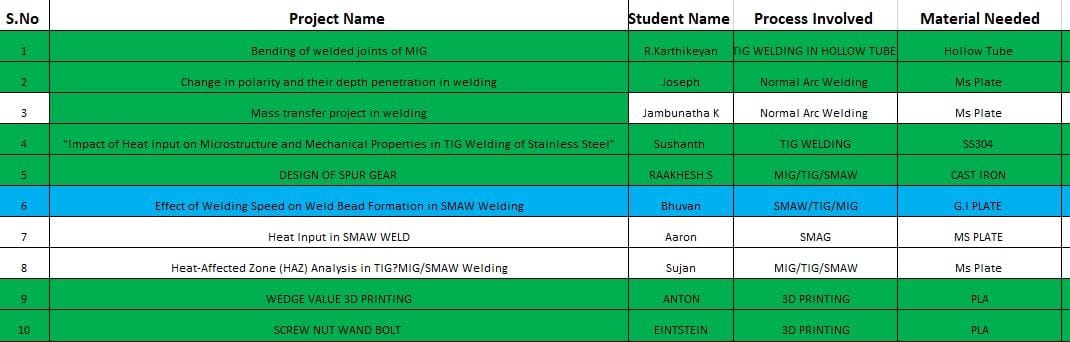 S.No Project Name Student Name Process Involved Material Needed
1 Bending of welded joints of MIG R.Karthikeyan TIG WELDING IN HOLLOW TUBE Hollow Tube
2 Change in polarity and their depth penetration in welding Joseph Normal Arc Welding Ms Plate
3 Mass transfer project in welding Jambunatha K Normal Arc Welding Ms Plate
4 "Impact of Heat Input on Microstructure and Mechanical Properties in TIG Welding of Stainless Steel" Sushanth TIG WELDING SS304
5 DESIGN OF SPUR GEAR RAAKHESH.S MIG/TIG/SMAW CAST IRON
6 Effect of Welding Speed on Weld Bead Formation in SMAW Welding Bhuvan SMAW/TIG/MIG G.I PLATE
7 Heat Input in SMAW WELD Aaron SMAG MS PLATE
8 Heat-Affected Zone (HAZ) Analysis in TIG?MIG/SMAW Welding Sujan MIG/TIG/SMAW Ms Plate
9 WEDGE VALUE 3D PRINTING ANTON 3D PRINTING PLA
10 SCREW NUT WAND BOLT EINTSTEIN 3D PRINTING PLA